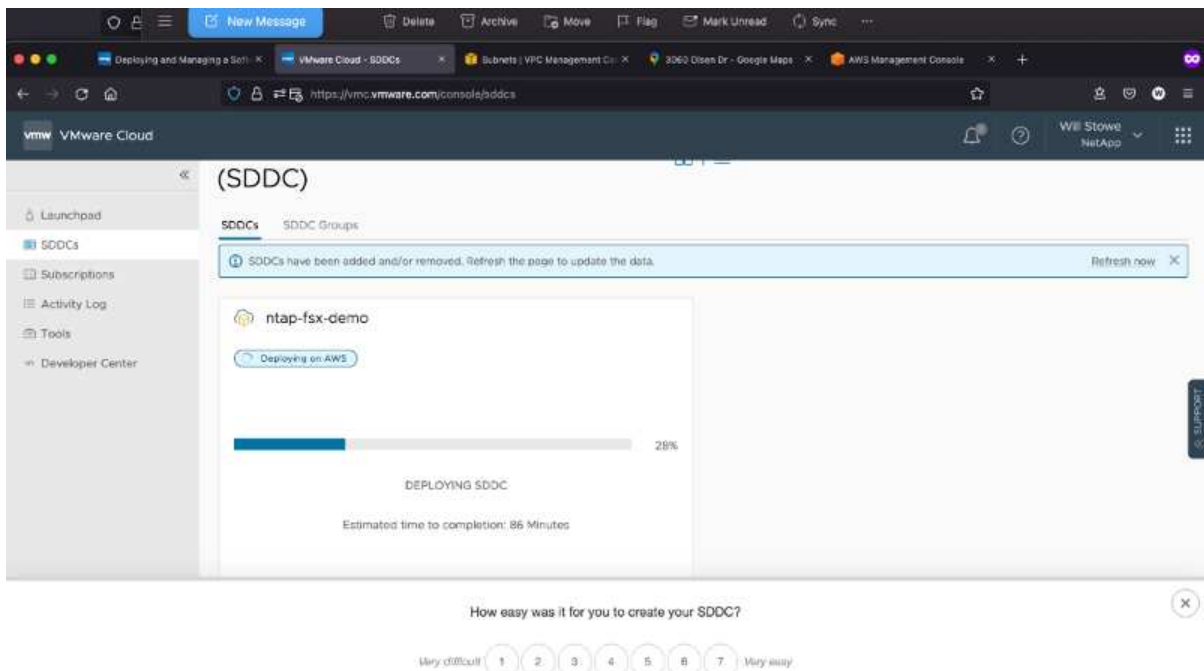 New Message Delete Archive Move Flag Mark Unread Sync ...
Deploying and Managing a Soft VMware Cloud - SDDCs Subnets | VPC Management Co 3060 Olsen Dr - Google Maps AWS Management Console
https://vmc.vmware.com/console/sddcs
vmw VMware Cloud
Will Stowe
NetApp
(SDDC)
Launchpad
SDDCs
Subscriptions
Activity Log
Tools
Developer Center
SDDCs SDDC Groups
SDDCs have been added and/or removed. Refresh the page to update the data. Refresh now
ntap-fsx-demo
Deploying on AWS
28%
DEPLOYING SDDC
Estimated time to completion: 86 Minutes
SUPPORT
How easy was it for you to create your SDDC?
Very difficult 1 2 3 4 5 6 7 Very easy